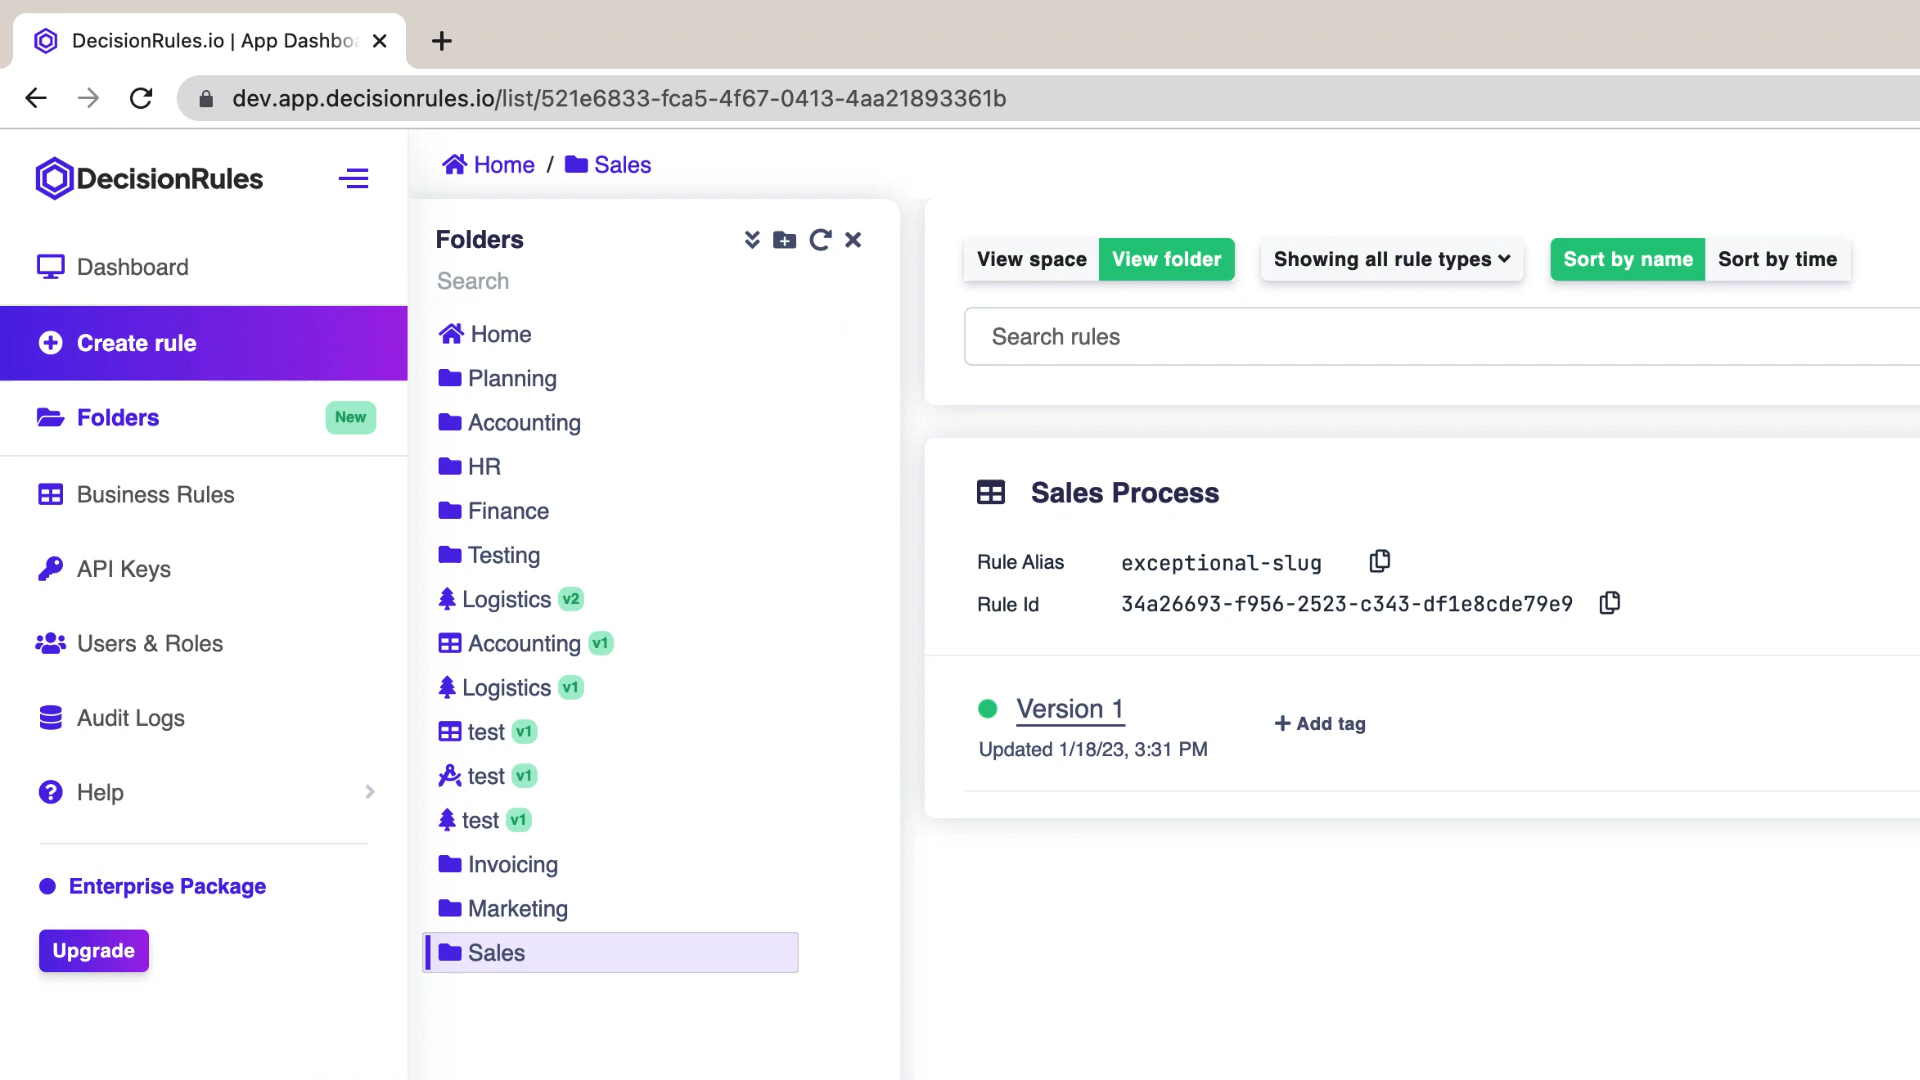 DecisionRules.io | App Dashbo
dev.app.decisionrules.io/list/521e6833-fca5-4f67-0413-4aa21893361b
DecisionRules
Dashboard
Create rule
Folders New
Business Rules
API Keys
Users & Roles
Audit Logs
Help
Enterprise Package
Upgrade
Home / Sales
Folders
Search
Home
Planning
Accounting
HR
Finance
Testing
Logistics v2
Accounting v1
Logistics v1
test v1
test v1
test v1
Invoicing
Marketing
Sales
View space View folder Showing all rule types Sort by name Sort by time
Search rules
Sales Process
Rule Alias exceptional-slug
Rule Id 34a26693-f956-2523-c343-df1e8cde79e9
Version 1
+ Add tag
Updated 1/18/23, 3:31 PM